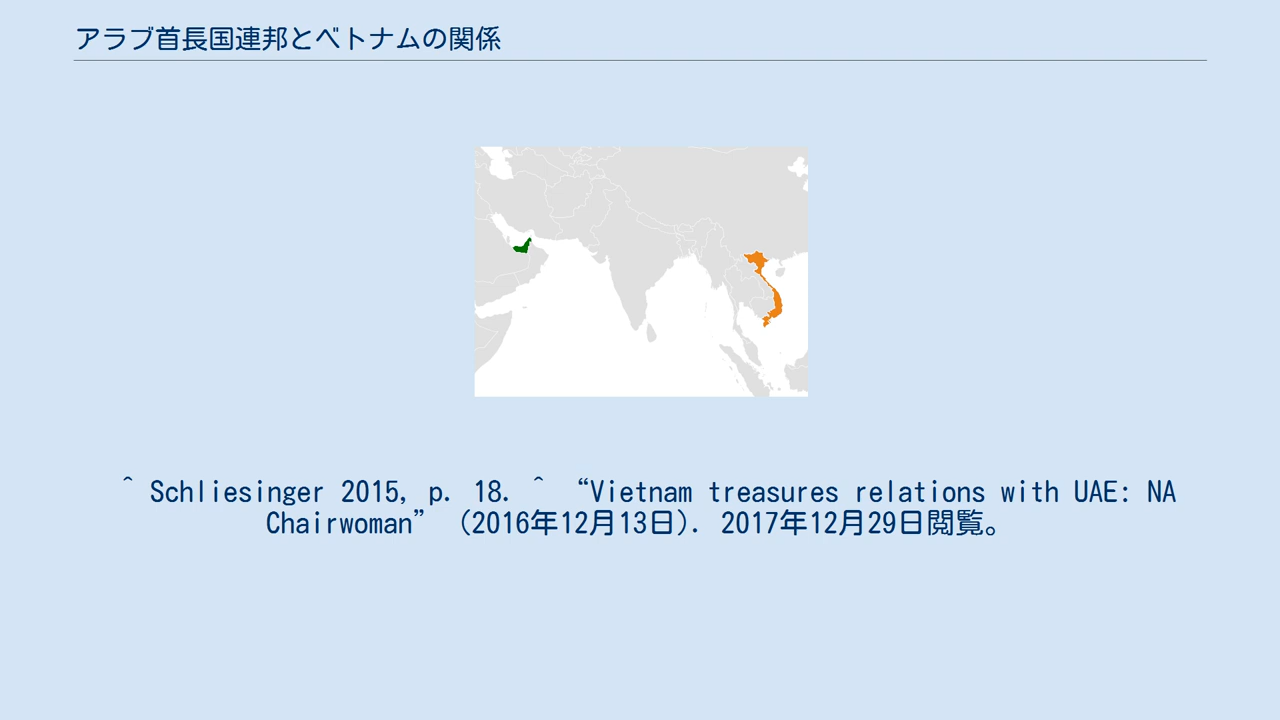 アラブ首長国連邦とベトナムの関係
^ Schliesinger 2015, p. 18. ^ “Vietnam treasures relations with UAE: NA
Chairwoman” (2016年12月13日). 2017年12月29日閲覧。